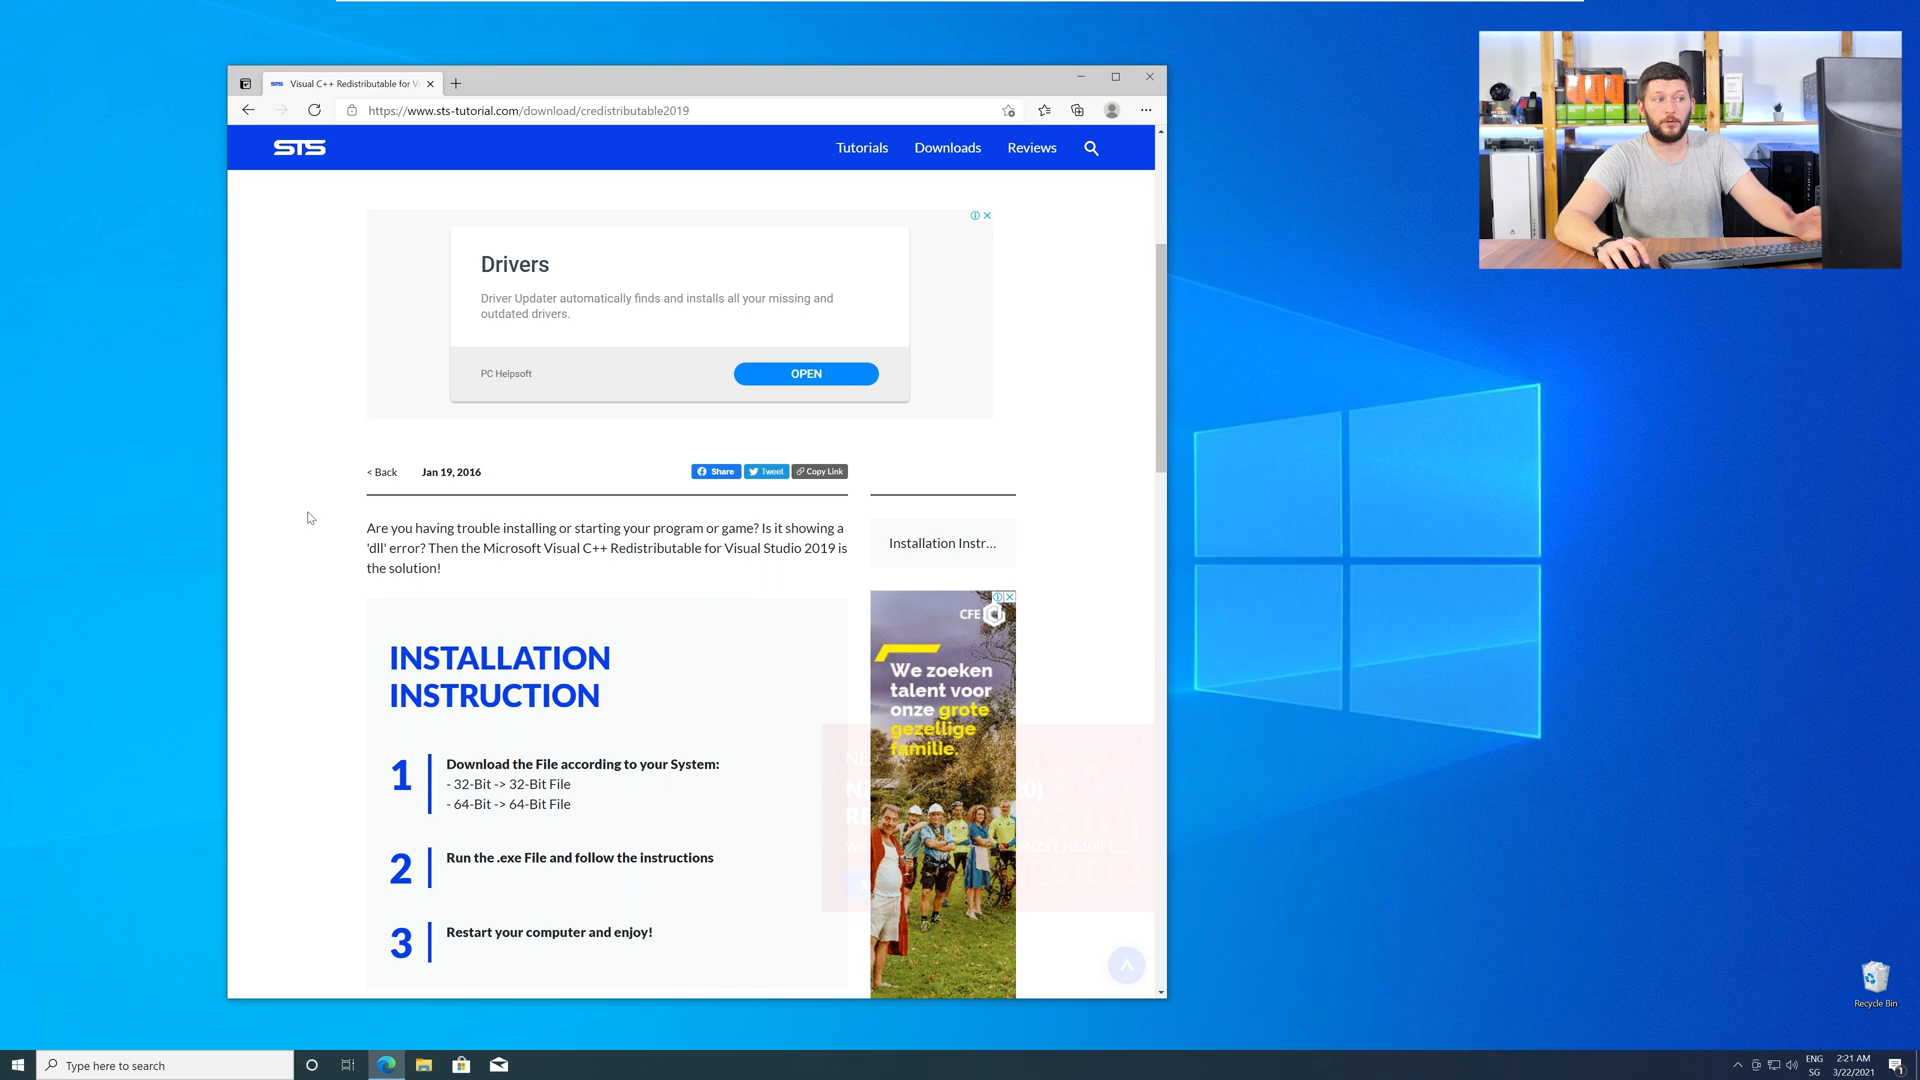 Visual C++ Redistributable for Vi
https://www.sts-tutorial.com/download/credistributable2019
STS
Tutorials
Downloads
Reviews
Drivers
Driver Updater automatically finds and installs all your missing and
outdated drivers.
PC Helpsoft
OPEN
< Back
Jan 19, 2016
Share
Tweet
Copy Link
Are you having trouble installing or starting your program or game? Is it showing a
'dll' error? Then the Microsoft Visual C++ Redistributable for Visual Studio 2019 is
the solution!
Installation Instr...
INSTALLATION
INSTRUCTION
1
Download the File according to your System:
- 32-Bit -> 32-Bit File
- 64-Bit -> 64-Bit File
2
Run the .exe File and follow the instructions
3
Restart your computer and enjoy!
CFE
We zoeken
talent voor
onze grote
gezellige
familie.
NZXT
H510i
REVIEW
Recycle Bin
Type here to search
ENG
SG
2:21 AM
3/22/2021
1